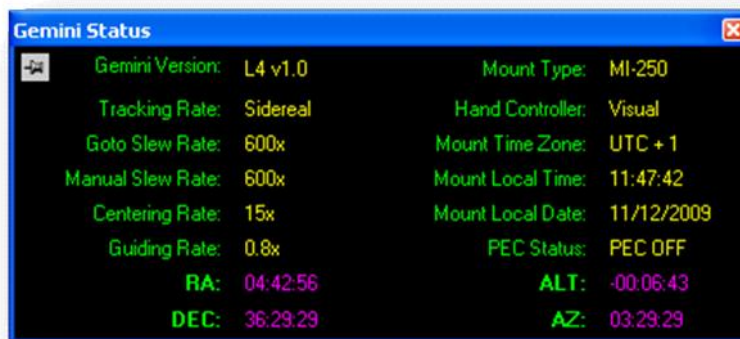 Gemini Status
Gemini Version: L4 v1.0 Mount Type: MI-250
Tracking Rate: Sidereal Hand Controller: Visual
Goto Slew Rate: 600x Mount Time Zone: UTC + 1
Manual Slew Rate: 600x Mount Local Time: 11:47:42
Centering Rate: 15x Mount Local Date: 11/12/2009
Guiding Rate: 0.8x PEC Status: PEC OFF
RA: 04:42:56 ALT: -00:06:43
DEC: 36:29:29 AZ: 03:29:29